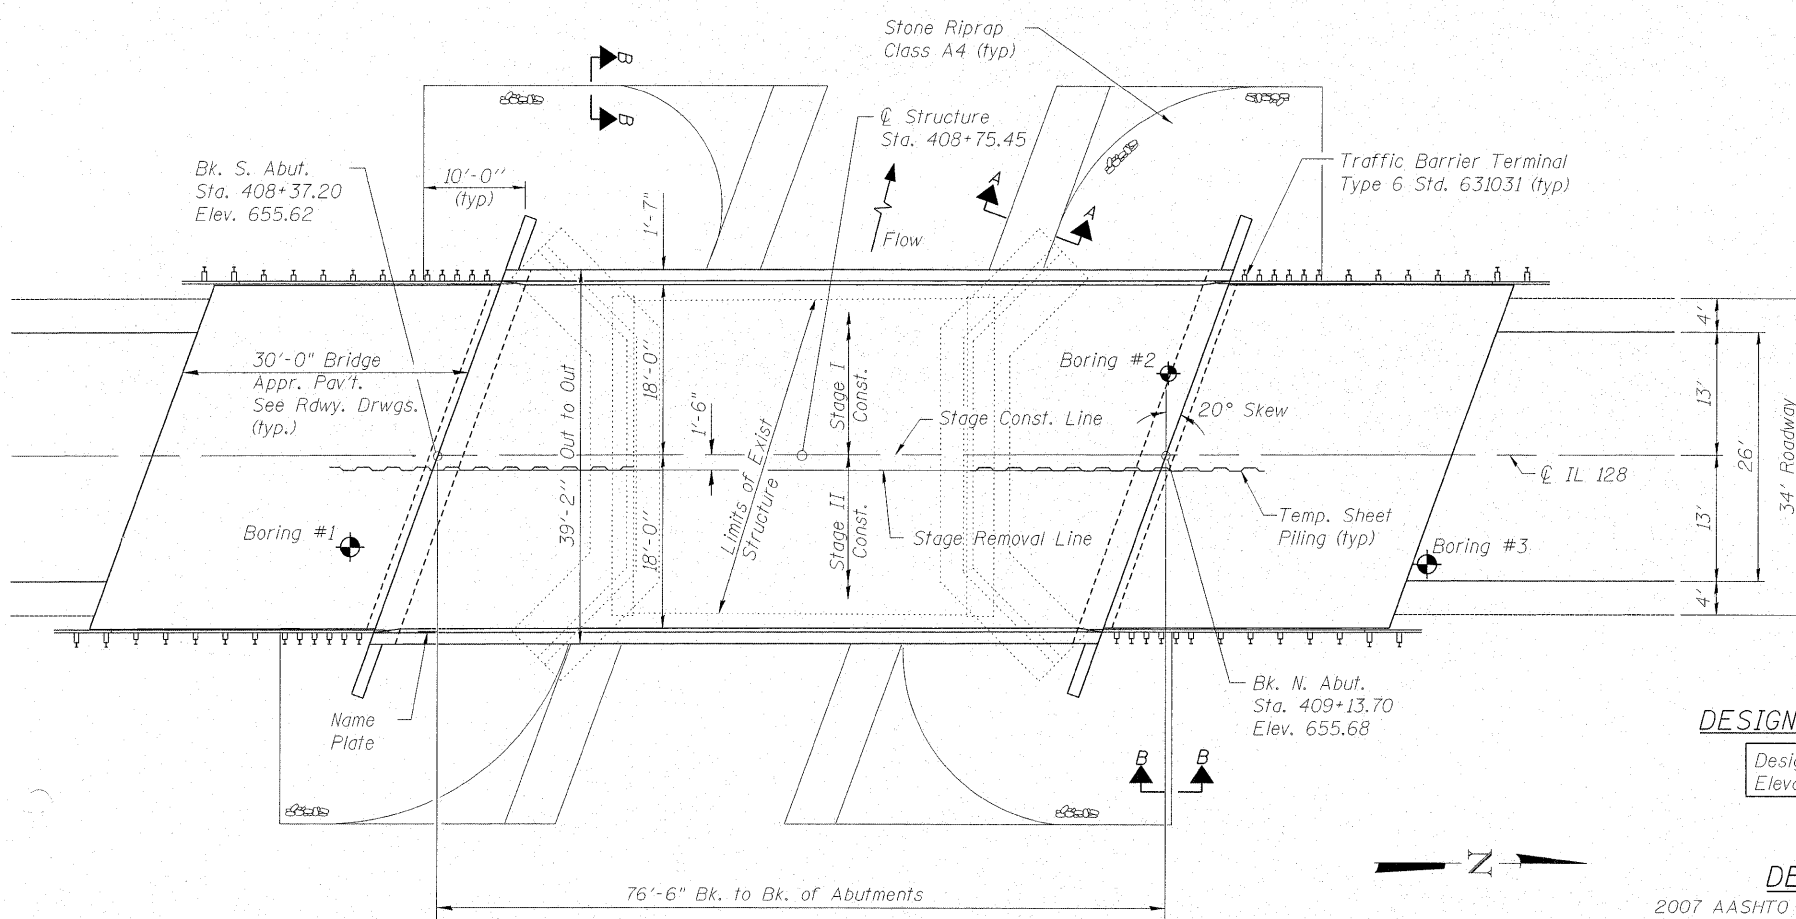 Stone Riprap
Class A4 (typ)
B
B
℄ Structure
Sta. 408+75.45
Bk. S. Abut.
Sta. 408+37.20
Elev. 655.62
10'-0''
(typ)
1'-7"
A
A
Flow
Traffic Barrier Terminal
Type 6 Std. 631031 (typ)
30'-0" Bridge
Appr. Pav't.
See Rdwy. Drwgs.
(typ.)
39'-2'' Out to Out
18'-0''
18'-0''
1'-6"
Limits of Exist
Structure
Stage I
Const.
Stage II
Const.
Stage Const. Line
Stage Removal Line
Boring #2
20° Skew
4'
13'
13'
4'
26'
34' Roadway
℄ IL 128
Boring #1
Temp. Sheet
Piling (typ)
Boring #3
Name
Plate
Bk. N. Abut.
Sta. 409+13.70
Elev. 655.68
B
B
DESIGN
Desig
Eleva
N
76'-6" Bk. to Bk. of Abutments
DE
2007 AASHTO